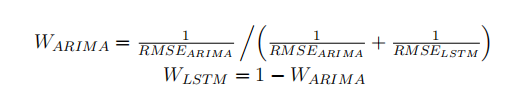 $W_{ARIMA} = \frac{1}{RMSE_{ARIMA}} \Big/ \left( \frac{1}{RMSE_{ARIMA}} + \frac{1}{RMSE_{LSTM}} \right)$
$W_{LSTM} = 1 - W_{ARIMA}$